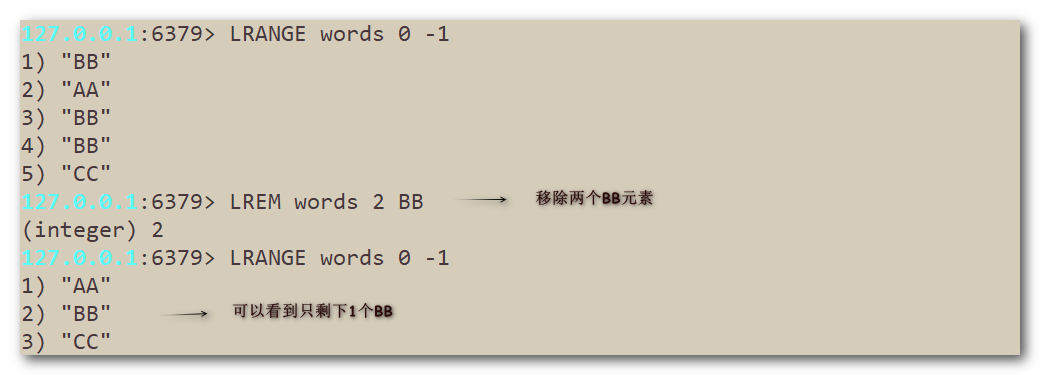 127.0.0.1:6379> LRANGE words 0 -1
1) "BB"
2) "AA"
3) "BB"
4) "BB"
5) "CC"
127.0.0.1:6379> LREM words 2 BB 移除两个BB元素
(integer) 2
127.0.0.1:6379> LRANGE words 0 -1
1) "AA"
2) "BB" 可以看到只剩下1个BB
3) "CC"